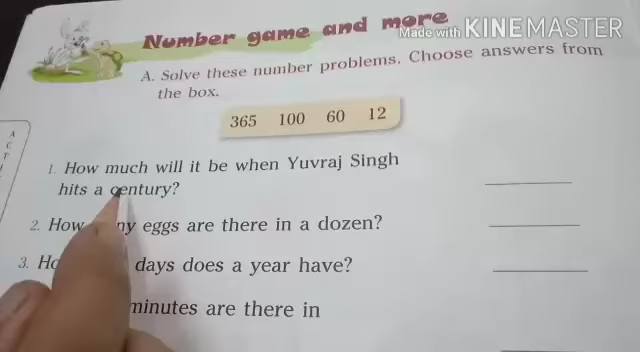 Number game and more
Made with KINEMASTER
A. Solve these number problems. Choose answers from
the box.
365 100 60 12
A
C
T
1. How much will it be when Yuvraj Singh
hits a century?
2. How ny eggs are there in a dozen?
3. Ho days does a year have?
minutes are there in